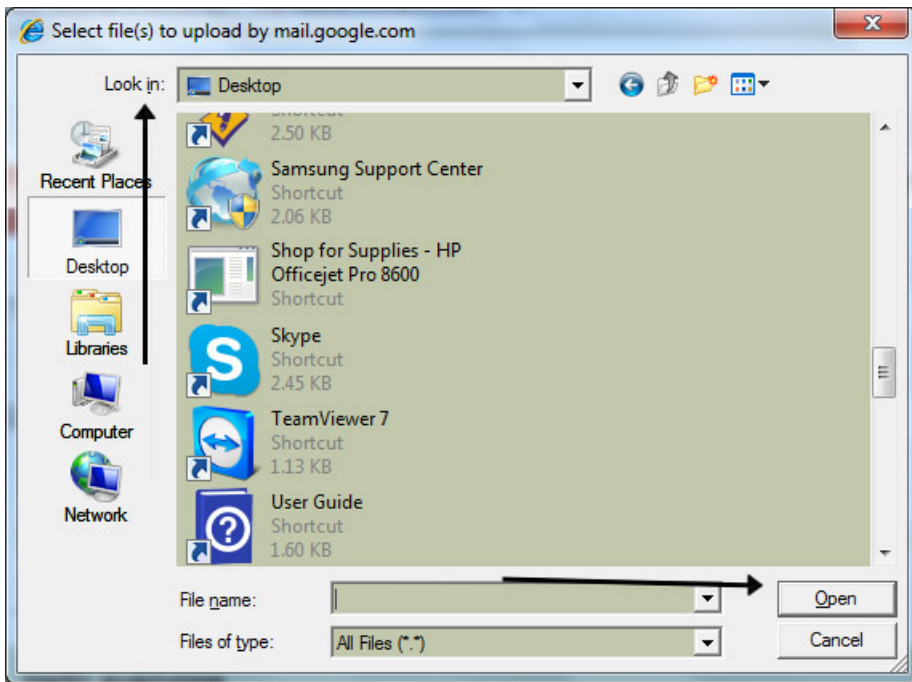 Select file(s) to upload by mail.google.com
x
Look in:
Desktop
Recent Places
Desktop
Libraries
Computer
Network
Shortcut
2.50 KB
Samsung Support Center
Shortcut
2.06 KB
Shop for Supplies - HP
Officejet Pro 8600
Shortcut
Skype
Shortcut
2.45 KB
TeamViewer 7
Shortcut
1.13 KB
User Guide
Shortcut
1.60 KB
File name:
Open
Files of type:
All Files (*.*)
Cancel